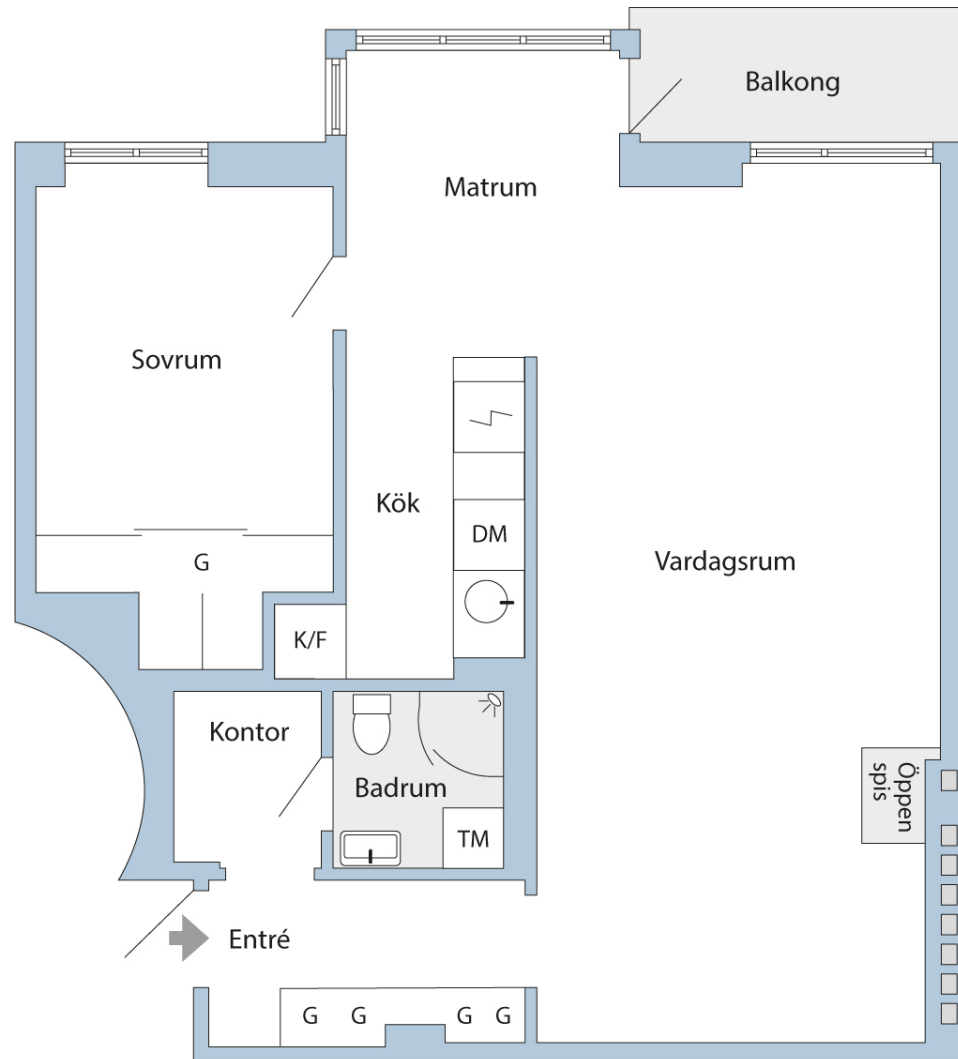 Balkong
Matrum
Sovrum
Kök
DM
G
Vardagsrum
K/F
Kontor
Öppen
spis
Badrum
TM
Entré
G G G G